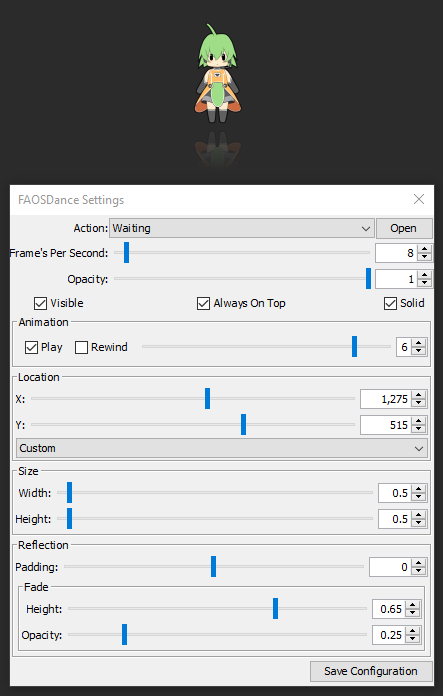 FAOSDance Settings
Action: Waiting Open
Frame's Per Second: 8
Opacity: 1
Visible Always On Top Solid
Animation
Play Rewind 6
Location
X: 1,275
Y: 515
Custom
Size
Width: 0.5
Height: 0.5
Reflection
Padding: 0
Fade
Height: 0.65
Opacity: 0.25
Save Configuration